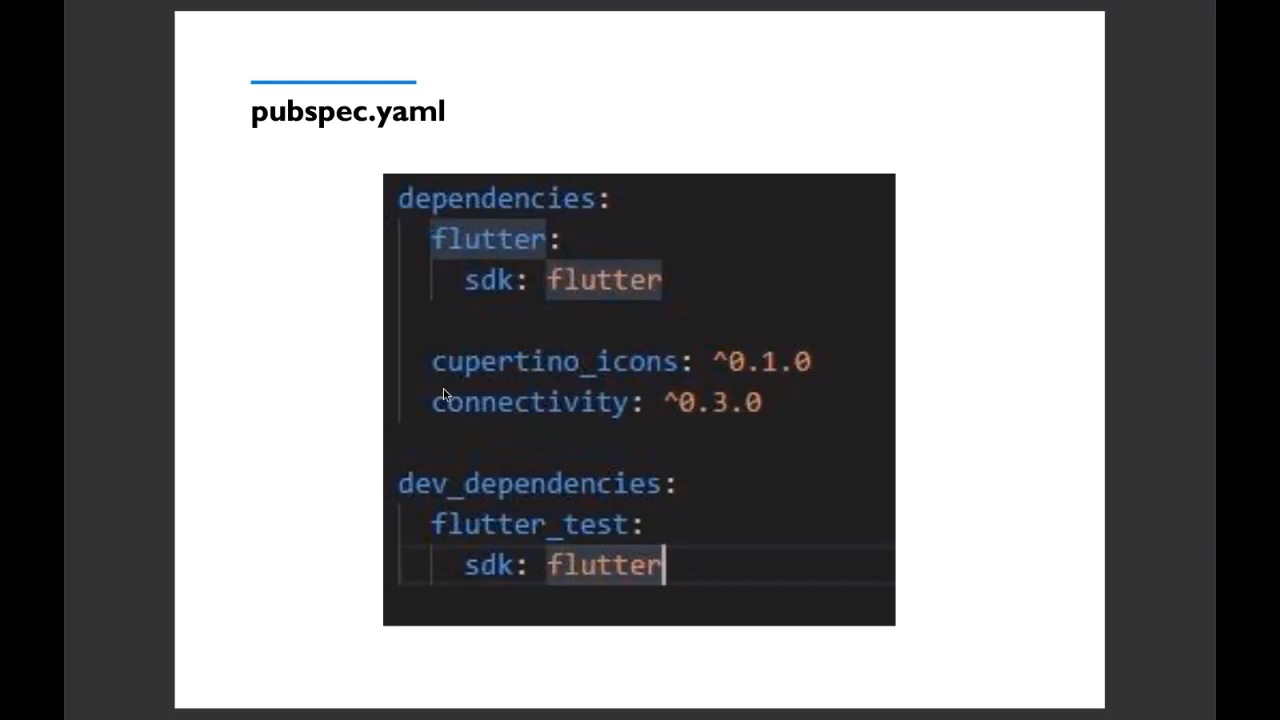 pubspec.yaml
dependencies:
  flutter:
    sdk: flutter

  cupertino_icons: ^0.1.0
  connectivity: ^0.3.0

dev_dependencies:
  flutter_test:
    sdk: flutter